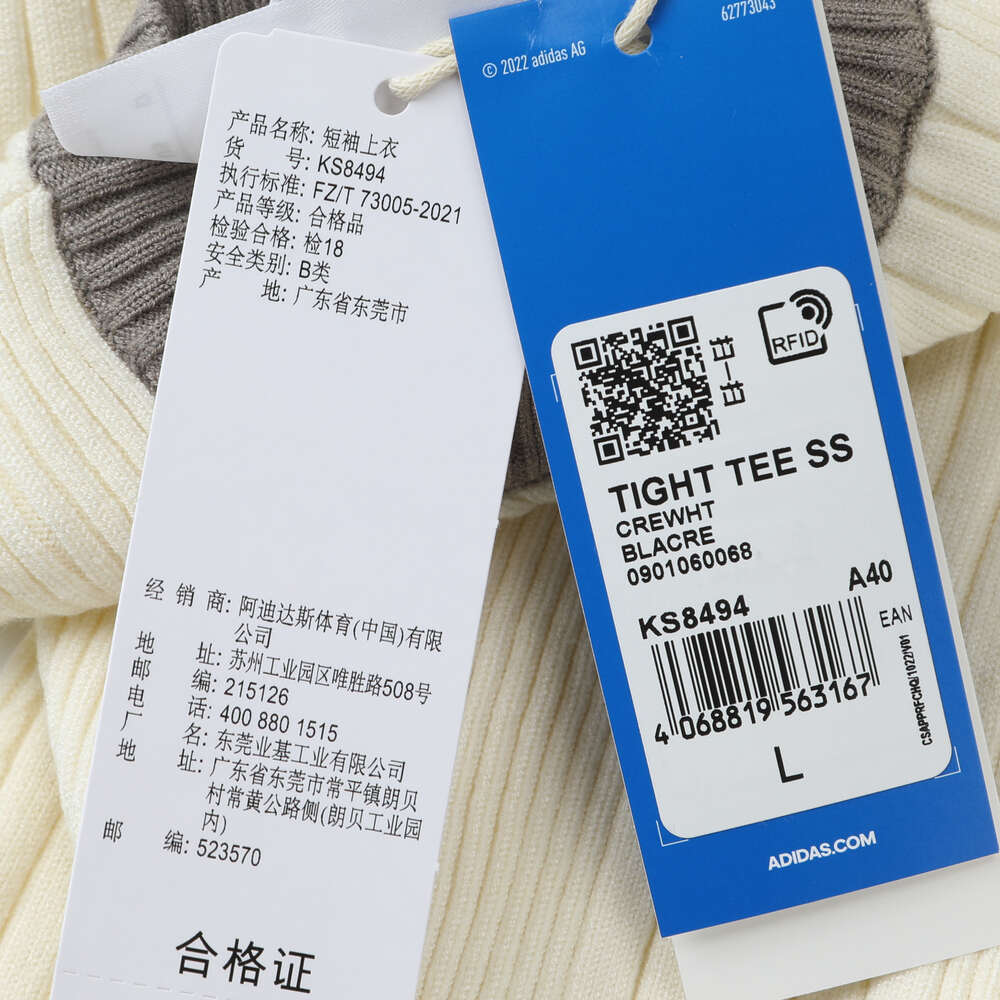 产品名称: 短袖上衣
货 号: KS8494
执行标准: FZ/T 73005-2021
产品等级: 合格品
检验合格: 检18
安全类别: B类
产 地: 广东省东莞市
经 销 商: 阿迪达斯体育(中国)有限
公司
地 址: 苏州工业园区唯胜路508号
邮 编: 215126
电 话: 400 880 1515
厂 名: 东莞业基工业有限公司
地 址: 广东省东莞市常平镇朗贝
村常黄公路侧(朗贝工业园
内)
邮 编: 523570
合格证
62773043
© 2022 adidas AG
扫一扫
RFID
TIGHT TEE SS
CREWHT
BLACRE
0901060068
A40
KS8494
EAN
4 068819 563167
CSAPPRFCHQ/1022/V01
L
ADIDAS.COM